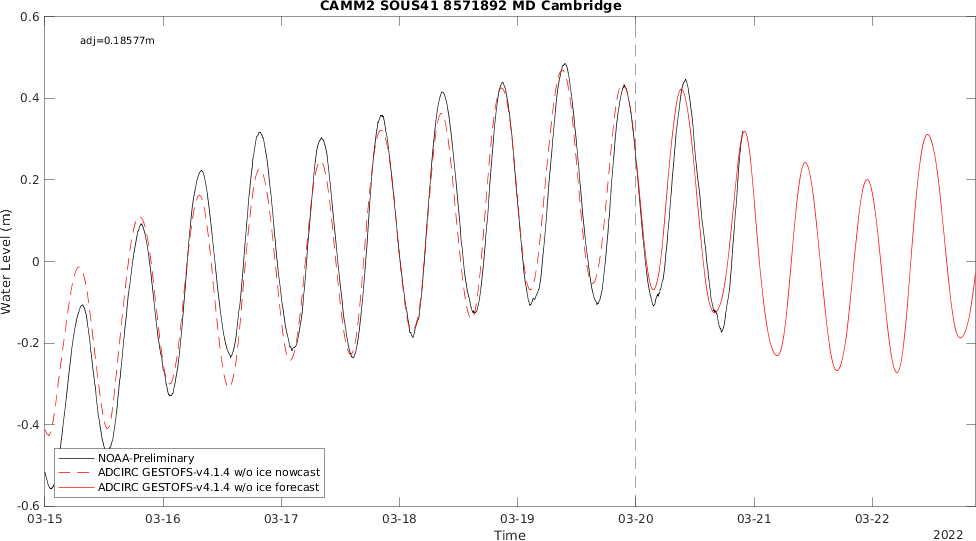 CAMM2 SOUS41 8571892 MD Cambridge
adj=0.18577m
Water Level (m)
0.6
0.4
0.2
0
-0.2
-0.4
-0.6
NOAA-Preliminary
ADCIRC GESTOFS-v4.1.4 w/o ice nowcast
ADCIRC GESTOFS-v4.1.4 w/o ice forecast
03-15 03-16 03-17 03-18 03-19 03-20 03-21 03-22
Time
2022